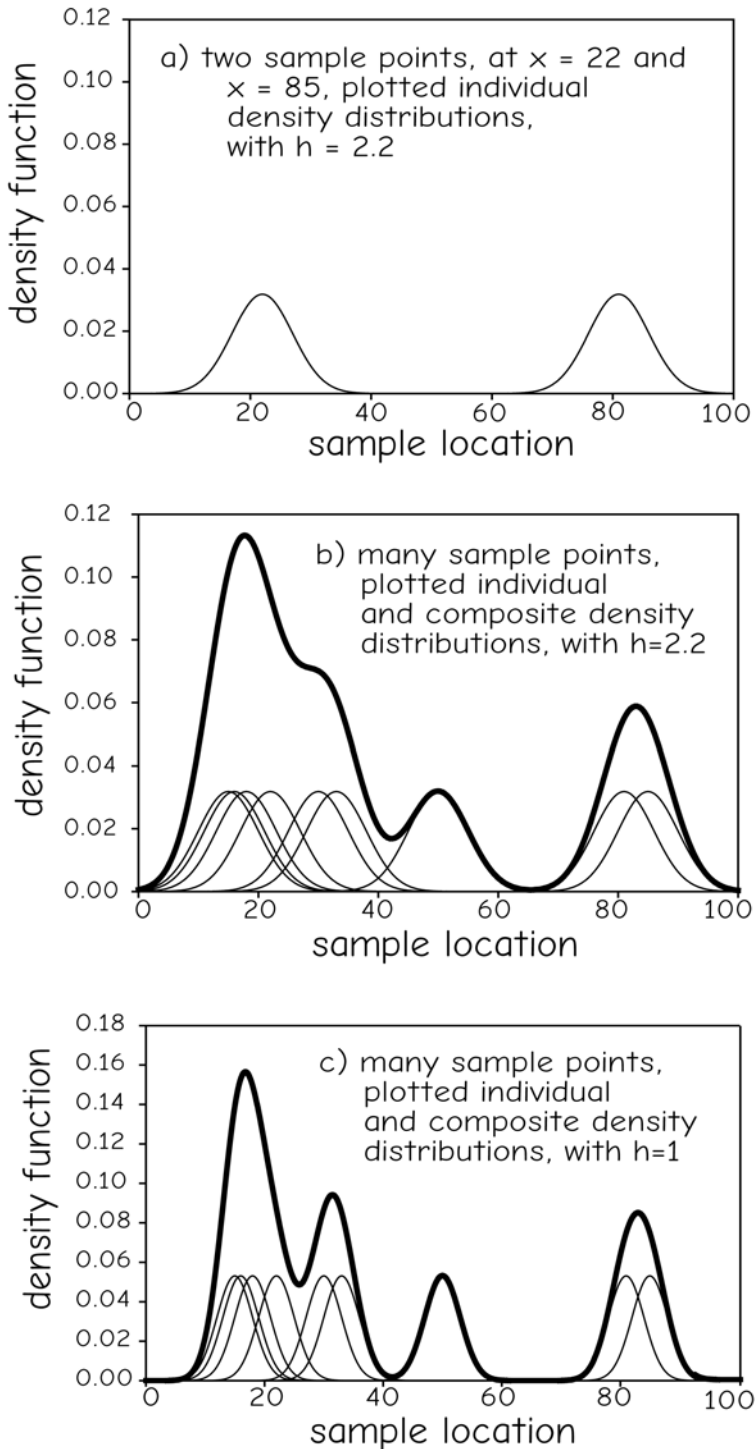 0.12
a) two sample points, at x = 22 and
x = 85, plotted individual
density distributions,
with h = 2.2
0.10
0.08
0.06
0.04
0.02
0.00
density function
0 20 40 60 80 100
sample location
0.12
b) many sample points,
plotted individual
and composite density
distributions, with h=2.2
0.10
0.08
0.06
0.04
0.02
0.00
density function
0 20 40 60 80 100
sample location
0.18
c) many sample points,
plotted individual
and composite density
distributions, with h=1
0.16
0.14
0.12
0.10
0.08
0.06
0.04
0.02
0.00
density function
0 20 40 60 80 100
sample location